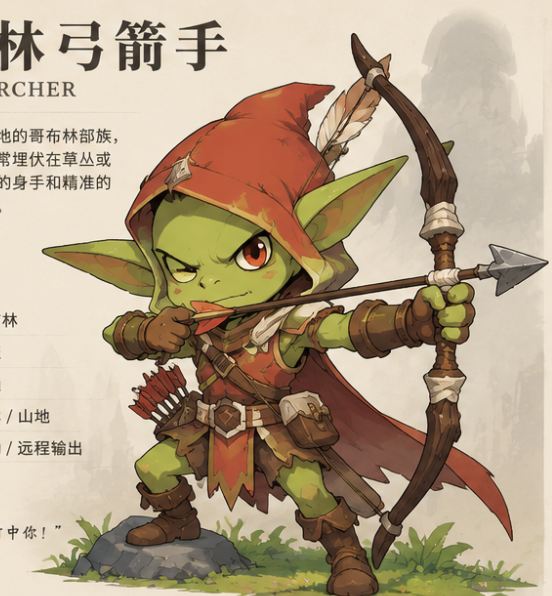 林弓箭手
RCHER
地的哥布林部族，
常埋伏在草丛或
的身手和精准的
林
/ 山地
/ 远程输出
中你！”